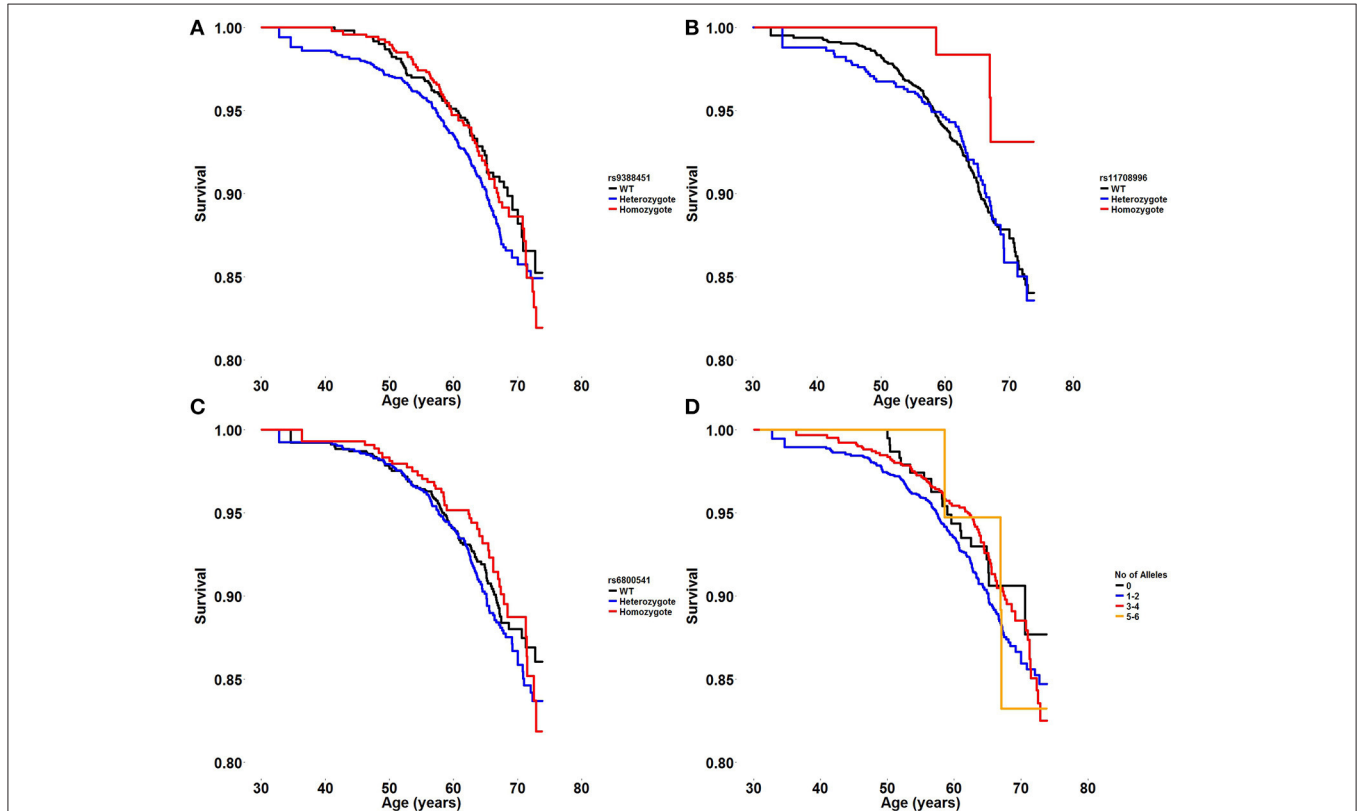 A
1.00
0.95
0.90
0.85
0.80
Survival
30 40 50 60 70 80
Age (years)
rs9388451
WT
Heterozygote
Homozygote
B
1.00
0.95
0.90
0.85
0.80
Survival
30 40 50 60 70 80
Age (years)
rs11708996
WT
Heterozygote
Homozygote
C
1.00
0.95
0.90
0.85
0.80
Survival
30 40 50 60 70 80
Age (years)
rs6800541
WT
Heterozygote
Homozygote
D
1.00
0.95
0.90
0.85
0.80
Survival
30 40 50 60 70 80
Age (years)
No of Alleles
0
1-2
3-4
5-6